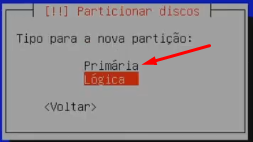 [!!] Particionar discos
Tipo para a nova partição:
Primária
Lógica
<Voltar>